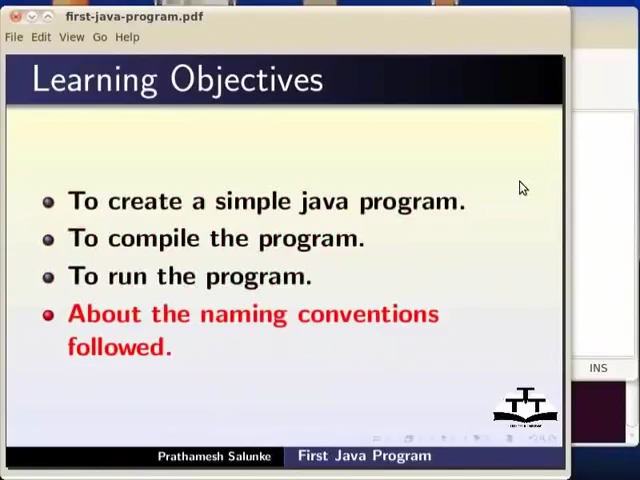 first-java-program.pdf
File Edit View Go Help
Learning Objectives
To create a simple java program.
To compile the program.
To run the program.
About the naming conventions
followed.
INS
TTT
Prathamesh Salunke First Java Program